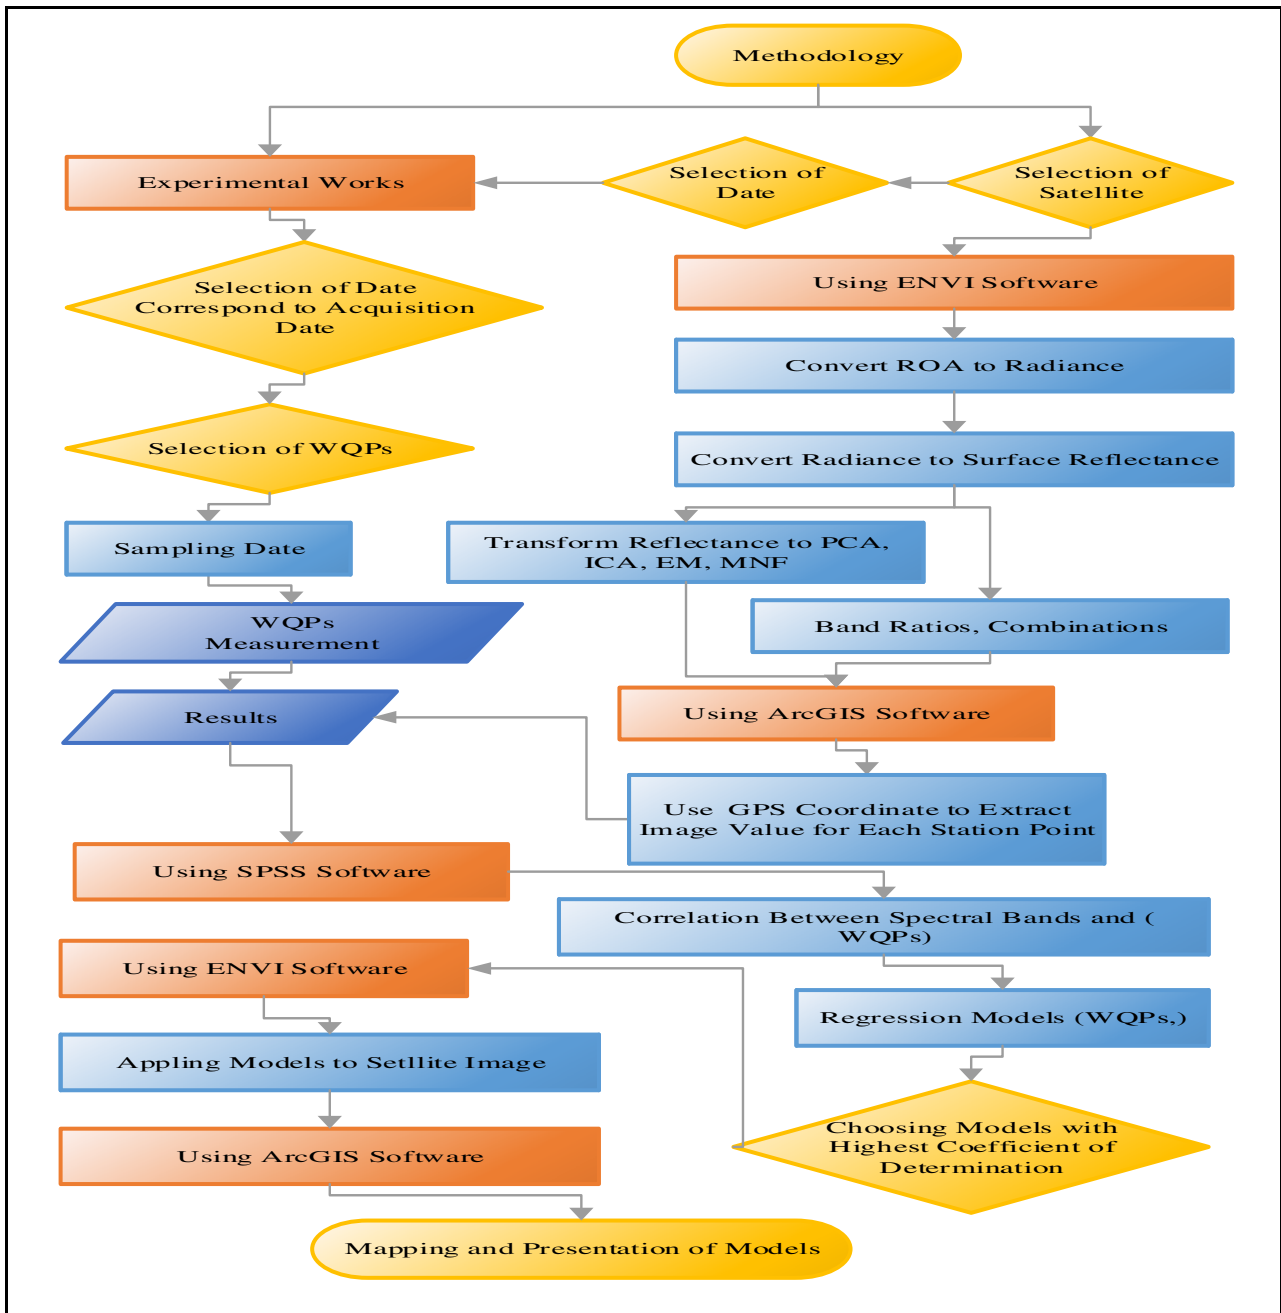 Methodology
Experimental Works
Selection of
Date
Selection of
Satellite
Selection of Date
Correspond to Acquisition
Date
Using ENVI Software
Convert ROA to Radiance
Selection of WQPs
Convert Radiance to Surface Reflectance
Sampling Date
Transform Reflectance to PCA,
ICA, EM, MNF
WQPs
Measurement
Band Ratios, Combinations
Results
Using ArcGIS Software
Use GPS Coordinate to Extract
Image Value for Each Station Point
Using SPSS Software
Correlation Between Spectral Bands and (
WQPs)
Using ENVI Software
Regression Models (WQPs,)
Appling Models to Setllite Image
Choosing Models with
Highest Coefficient of
Determination
Using ArcGIS Software
Mapping and Presentation of Models